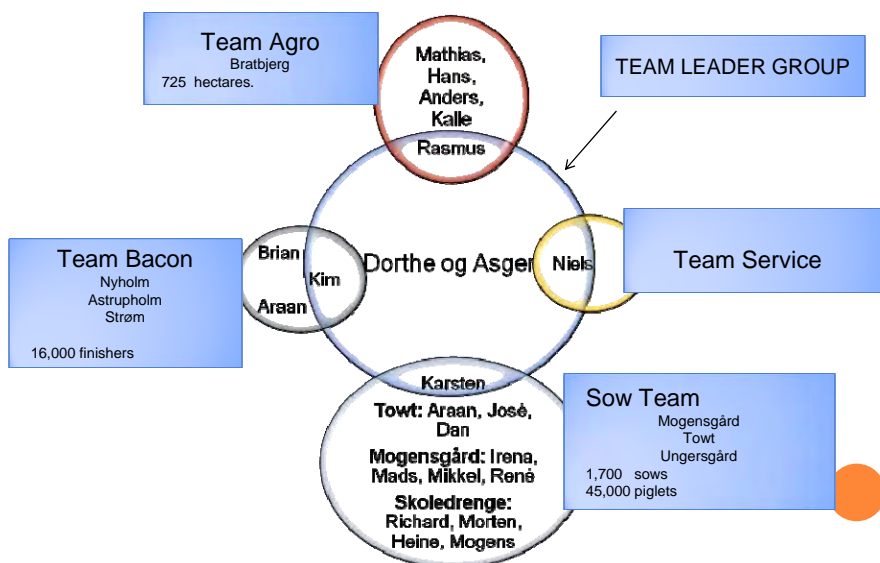 Team Agro
Bratbjerg
725 hectares.
Mathias,
Hans,
Anders,
Kalle
Rasmus
TEAM LEADER GROUP
Team Bacon
Nyholm
Astrupholm
Strøm
16,000 finishers
Brian
Kim
Araan
Dorthe og Asger
Niels
Team Service
Karsten
Towt: Araan, José,
Dan
Mogensgård: Irena,
Mads, Mikkel, René
Skoledrenge:
Richard, Morten,
Heine, Mogens
Sow Team
Mogensgård
Towt
Ungersgård
1,700 sows
45,000 piglets